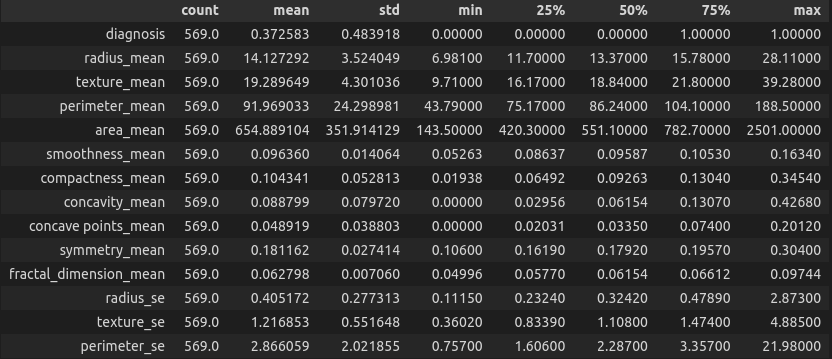 count mean std min 25% 50% 75% max
diagnosis 569.0 0.372583 0.483918 0.00000 0.00000 0.00000 1.00000 1.00000
radius_mean 569.0 14.127292 3.524049 6.98100 11.70000 13.37000 15.78000 28.11000
texture_mean 569.0 19.289649 4.301036 9.71000 16.17000 18.84000 21.80000 39.28000
perimeter_mean 569.0 91.969033 24.298981 43.79000 75.17000 86.24000 104.10000 188.50000
area_mean 569.0 654.889104 351.914129 143.50000 420.30000 551.10000 782.70000 2501.00000
smoothness_mean 569.0 0.096360 0.014064 0.05263 0.08637 0.09587 0.10530 0.16340
compactness_mean 569.0 0.104341 0.052813 0.01938 0.06492 0.09263 0.13040 0.34540
concavity_mean 569.0 0.088799 0.079720 0.00000 0.02956 0.06154 0.13070 0.42680
concave points_mean 569.0 0.048919 0.038803 0.00000 0.02031 0.03350 0.07400 0.20120
symmetry_mean 569.0 0.181162 0.027414 0.10600 0.16190 0.17920 0.19570 0.30400
fractal_dimension_mean 569.0 0.062798 0.007060 0.04996 0.05770 0.06154 0.06612 0.09744
radius_se 569.0 0.405172 0.277313 0.11150 0.23240 0.32420 0.47890 2.87300
texture_se 569.0 1.216853 0.551648 0.36020 0.83390 1.10800 1.47400 4.88500
perimeter_se 569.0 2.866059 2.021855 0.75700 1.60600 2.28700 3.35700 21.98000